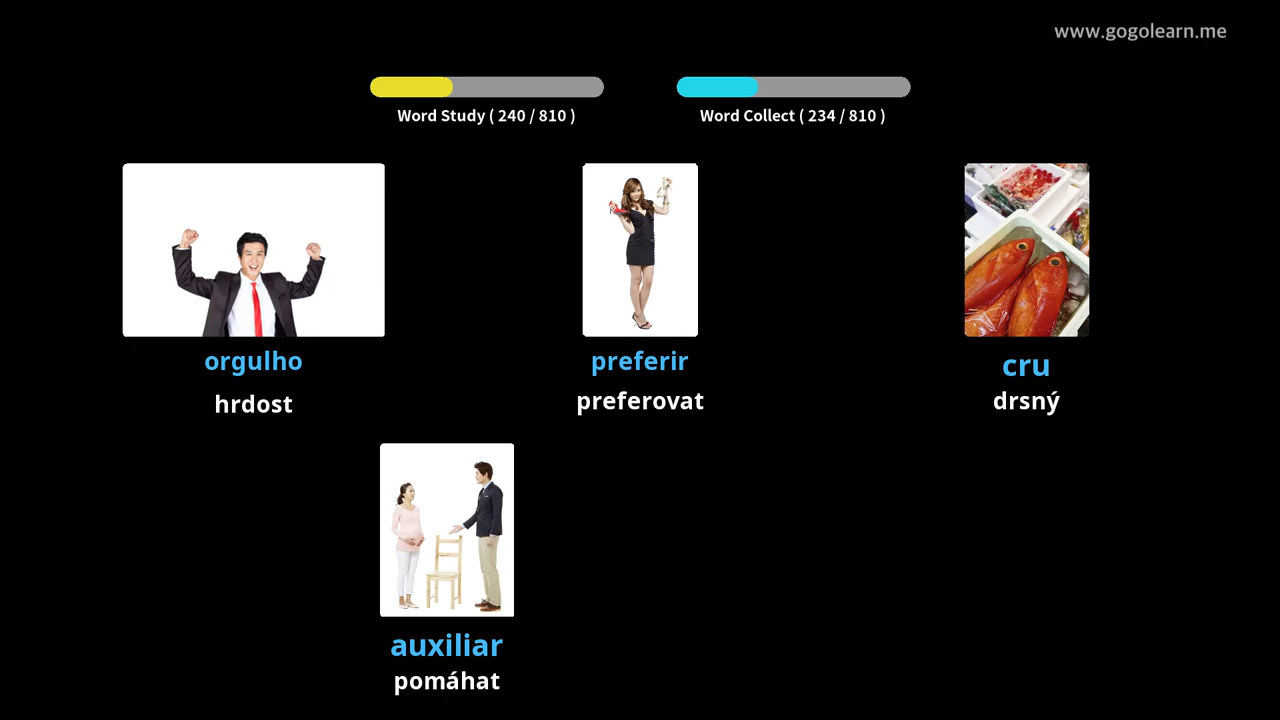 www.gogolearn.me
Word Study ( 240 / 810 )
Word Collect ( 234 / 810 )
orgulho
hrdost
preferir
preferovat
cru
drsný
auxiliar
pomáhat